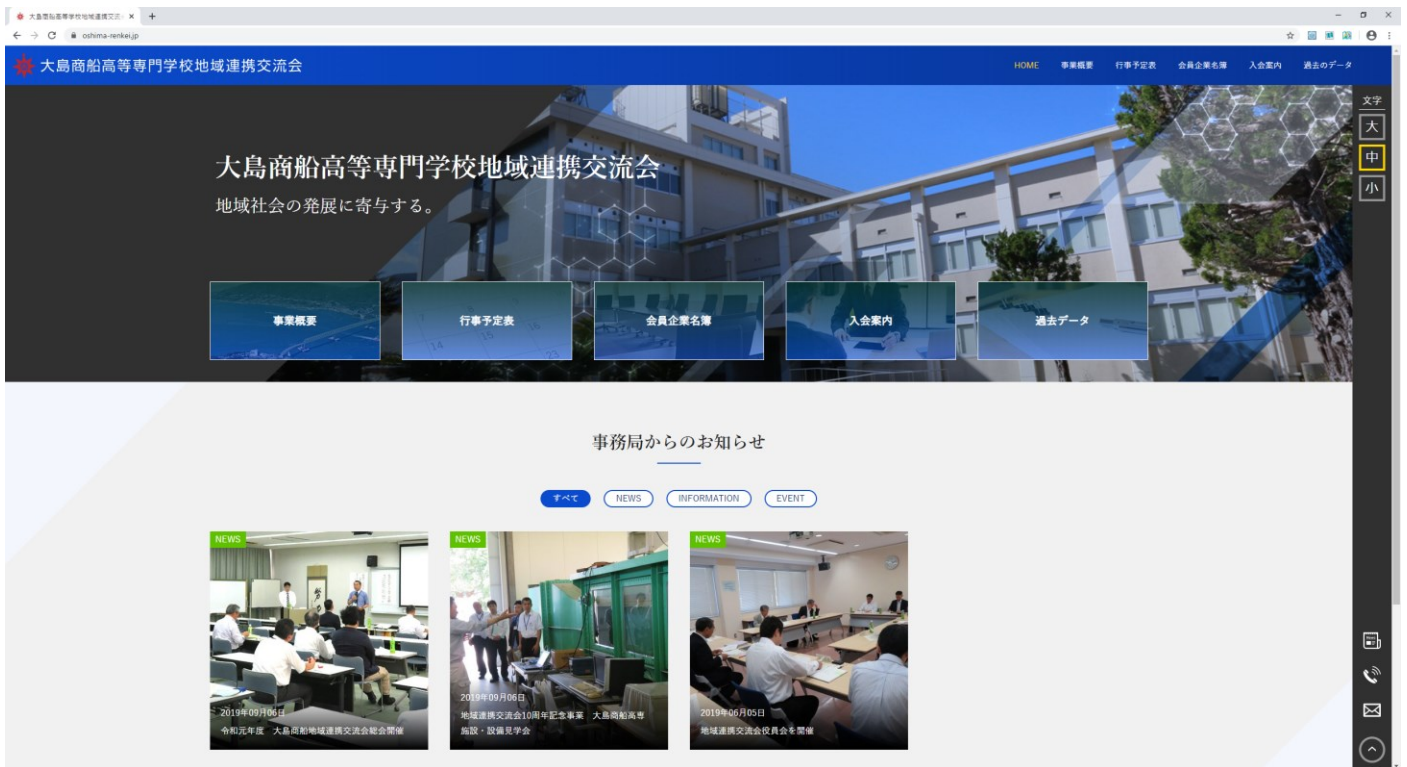 大島商船高等専門学校地域連携交流
oshima-renkei.jp
大島商船高等専門学校地域連携交流会
HOME 事業概要 行事予定表 会員企業名簿 入会案内 過去のデータ
文字
大
中
小
大島商船高等専門学校地域連携交流会
地域社会の発展に寄与する。
事業概要 行事予定表 会員企業名簿 入会案内 過去データ
事務局からのお知らせ
すべて NEWS INFORMATION EVENT
NEWS
2019年09月06日
令和元年度 大島商船地域連携交流会総会開催
NEWS
2019年09月06日
地域連携交流会10周年記念事業 大島商船高専
施設・設備見学会
NEWS
2019年06月05日
地域連携交流会役員会を開催